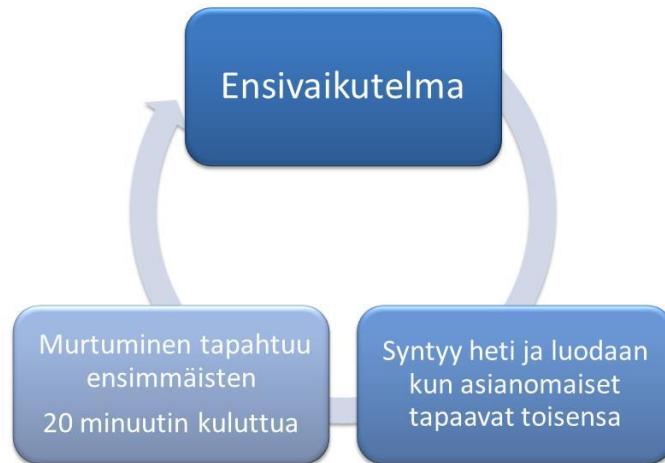 Ensivaikutelma
Murtuminen tapahtuu
ensimmäisten
20 minuutin kuluttua
Syntyy heti ja luodaan
kun asianomaiset
tapaavat toisensa